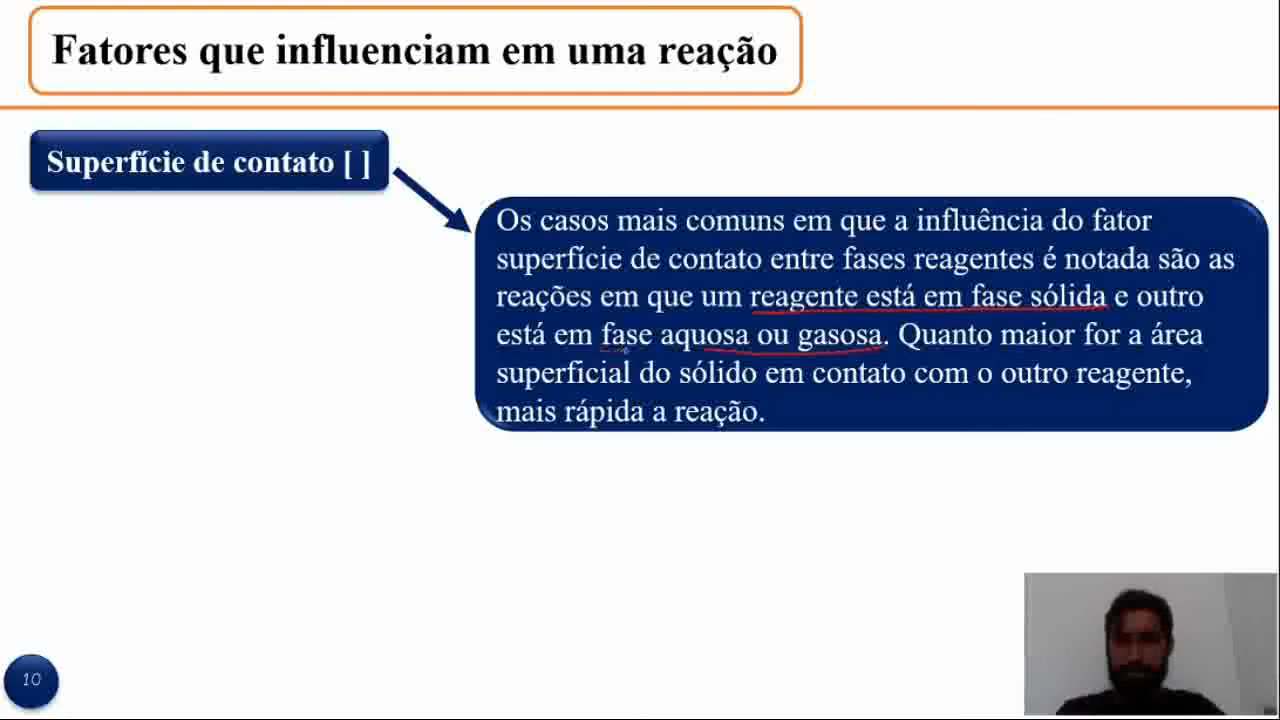 Fatores que influenciam em uma reação
Superfície de contato [ ]
Os casos mais comuns em que a influência do fator
superfície de contato entre fases reagentes é notada são as
reações em que um reagente está em fase sólida e outro
está em fase aquosa ou gasosa. Quanto maior for a área
superficial do sólido em contato com o outro reagente,
mais rápida a reação.
10